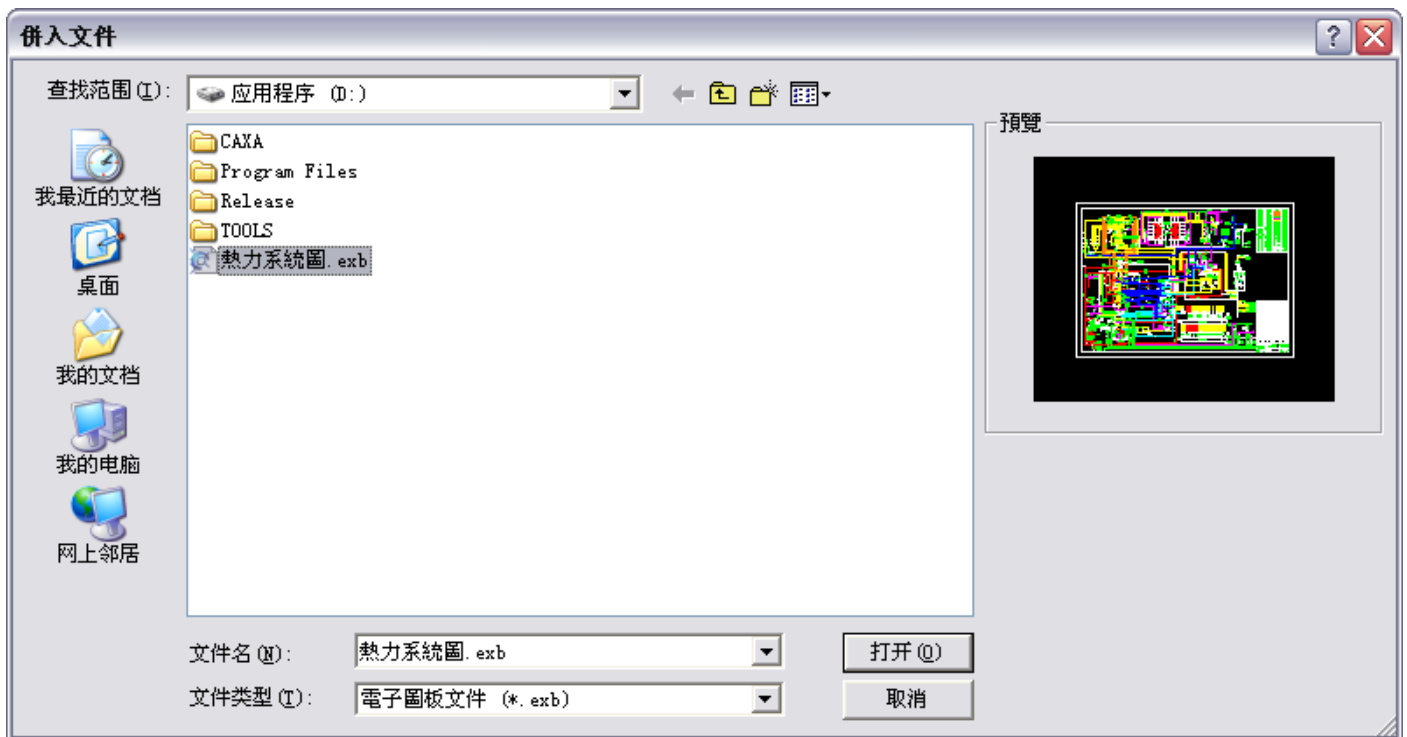 併入文件
查找范围(I):
应用程序 (D:)
我最近的文档
桌面
我的文档
我的电脑
网上邻居
CAXA
Program Files
Release
TOOLS
熱力系統圖.exb
預覽
文件名(N):
熱力系統圖.exb
打开(O)
文件类型(T):
電子圖板文件 (*.exb)
取消